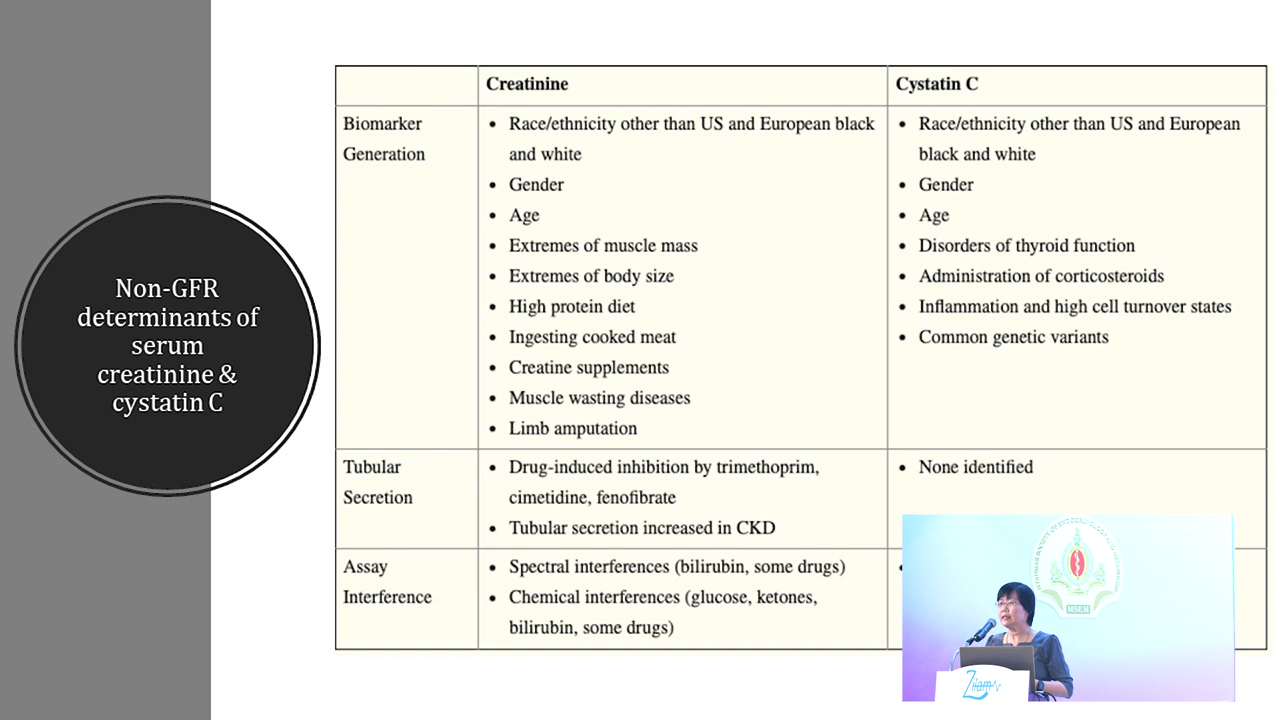 Non-GFR
determinants of
serum
creatinine &
cystatin C
Creatinine
Cystatin C
Biomarker
Generation
• Race/ethnicity other than US and European black
and white
• Gender
• Age
• Extremes of muscle mass
• Extremes of body size
• High protein diet
• Ingesting cooked meat
• Creatine supplements
• Muscle wasting diseases
• Limb amputation
• Race/ethnicity other than US and European
black and white
• Gender
• Age
• Disorders of thyroid function
• Administration of corticosteroids
• Inflammation and high cell turnover states
• Common genetic variants
Tubular
Secretion
• Drug-induced inhibition by trimethoprim,
cimetidine, fenofibrate
• Tubular secretion increased in CKD
• None identified
Assay
Interference
• Spectral interferences (bilirubin, some drugs)
• Chemical interferences (glucose, ketones,
bilirubin, some drugs)
MSEM